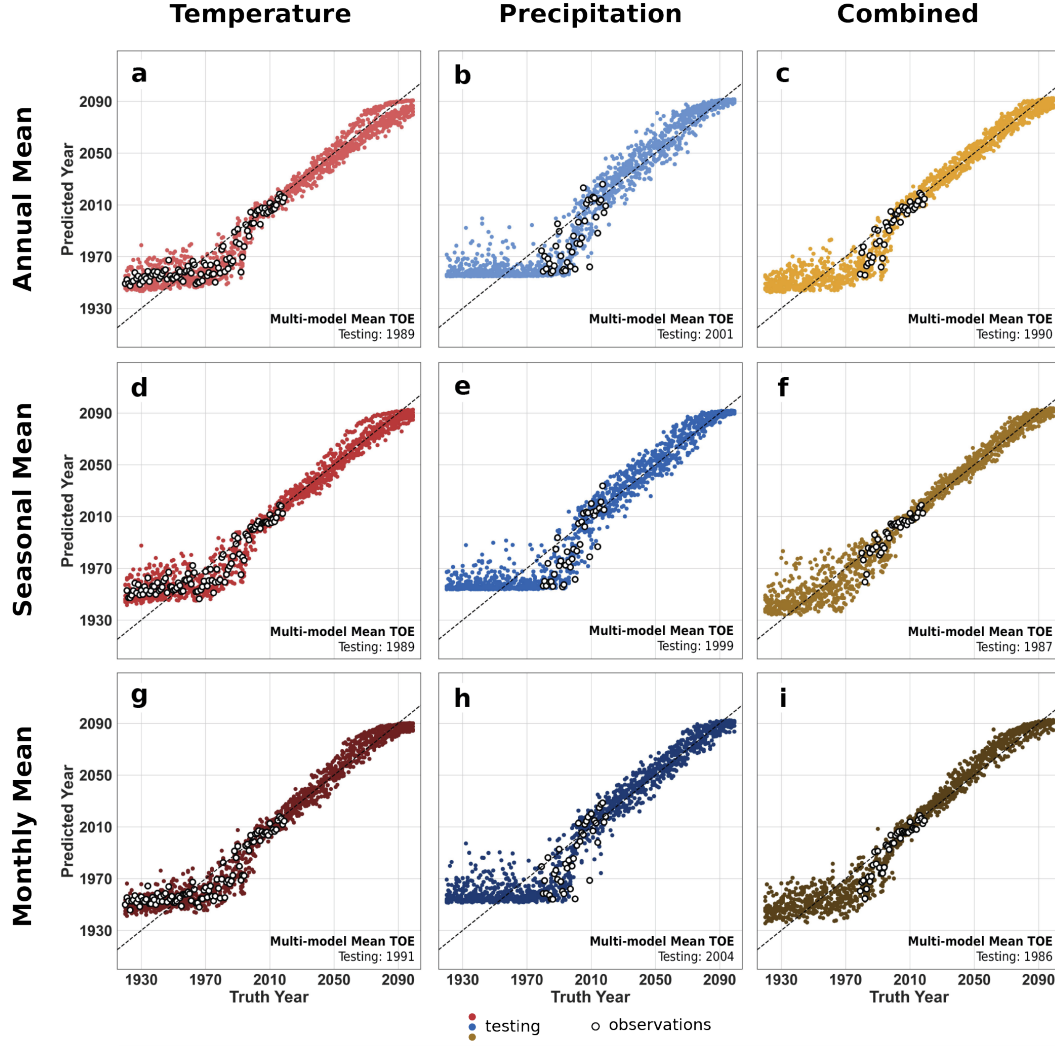 Temperature Precipitation Combined
Annual Mean
Predicted Year
2090
2050
2010
1970
1930
a
Multi-model Mean TOE
Testing: 1989
b
Multi-model Mean TOE
Testing: 2001
c
Multi-model Mean TOE
Testing: 1990
Seasonal Mean
Predicted Year
2090
2050
2010
1970
1930
d
Multi-model Mean TOE
Testing: 1989
e
Multi-model Mean TOE
Testing: 1999
f
Multi-model Mean TOE
Testing: 1987
Monthly Mean
Predicted Year
2090
2050
2010
1970
1930
g
Multi-model Mean TOE
Testing: 1991
h
Multi-model Mean TOE
Testing: 2004
i
Multi-model Mean TOE
Testing: 1986
1930 1970 2010 2050 2090 1930 1970 2010 2050 2090 1930 1970 2010 2050 2090
Truth Year Truth Year Truth Year
testing observations